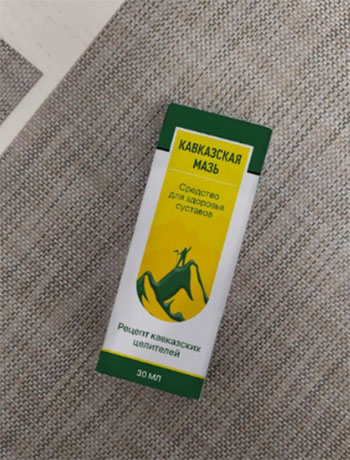 КАВКАЗСКАЯ
МАЗЬ
Средство
для здоровья
суставов
Рецепт кавказских
целителей
30 МЛ